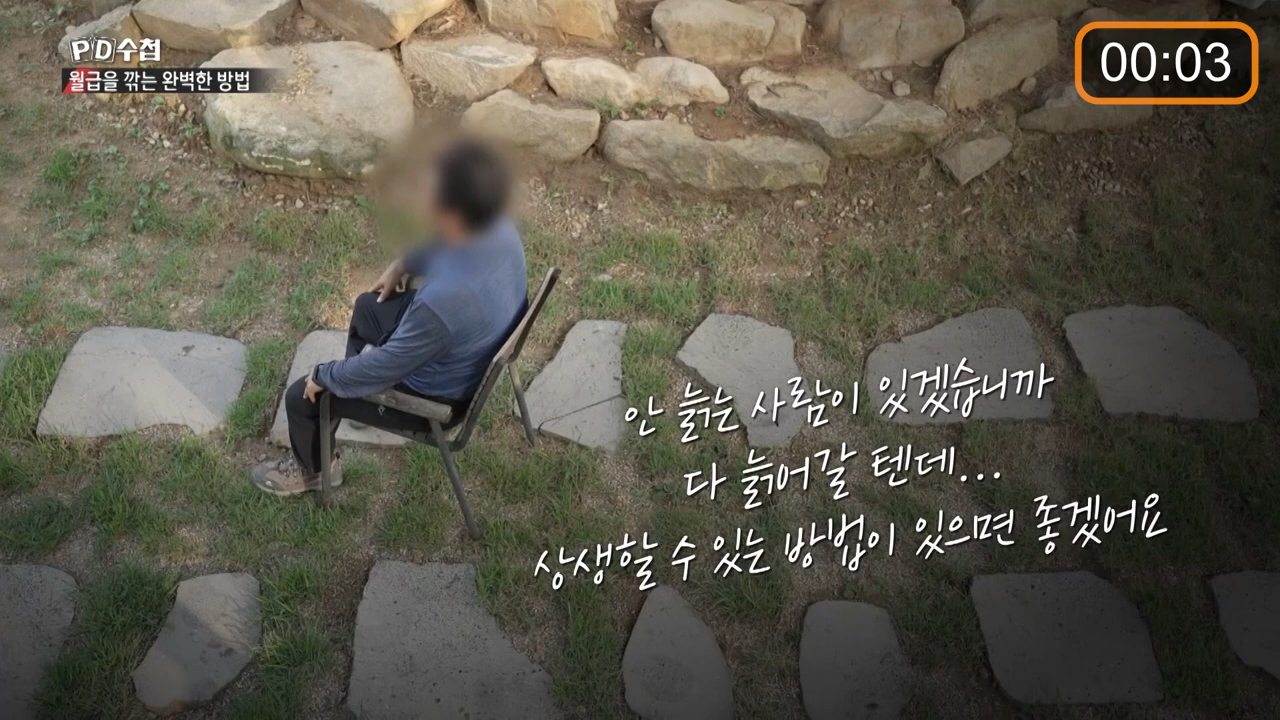 PD수첩
월급을 깎는 완벽한 방법
00:03
안 늙는 사람이 있겠습니까
다 늙어갈 텐데...
상생할 수 있는 방법이 있으면 좋겠어요